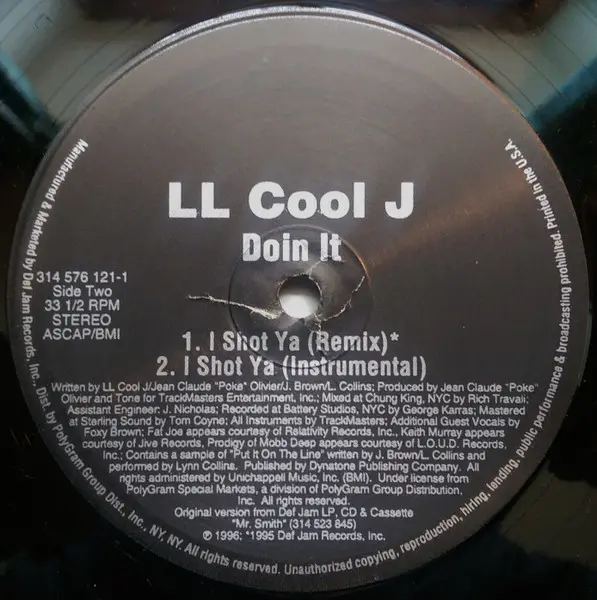 LL Cool J
Doin It
314 576 121-1
Side Two
33 1/2 RPM
STEREO
ASCAP/BMI
1. I Shot Ya (Remix)*
2. I Shot Ya (Instrumental)
Written by LL Cool J/Jean Claude "Poke" Olivier/J. Brown/L. Collins; Produced by Jean Claude "Poke"
Olivier and Tone for TrackMasters Entertainment, Inc.; Mixed at Chung King, NYC by Rich Travali;
Assistant Engineer: J. Nicholas; Recorded at Battery Studios, NYC by George Karras; Mastered
at Sterling Sound by Tom Coyne; All Instruments by TrackMasters; Additional Guest Vocals by
Foxy Brown; Fat Joe appears courtesy of Relativity Records, Inc., Keith Murray appears
courtesy of Jive Records, Prodigy of Mobb Deep appears courtesy of L.O.U.D. Records,
Inc.; Contains a sample of "Put It On The Line" written by J. Brown/L. Collins and
performed by Lynn Collins. Published by Dynatone Publishing Company. All
rights administered by Unichappell Music, Inc. (BMI). Under license from
PolyGram Special Markets, a division of PolyGram Group Distribution,
Inc. All rights reserved.
Original version from Def Jam LP, CD & Cassette
"Mr. Smith" (314 523 845)
℗ 1996; *1995 Def Jam Records, Inc.
Manufactured & Marketed by Def Jam Records, Inc., Dist. by PolyGram Group Dist., Inc., NY, NY. All rights reserved. Unauthorized copying, reproduction, hiring, lending, public performance & broadcasting prohibited. Printed in the U.S.A.